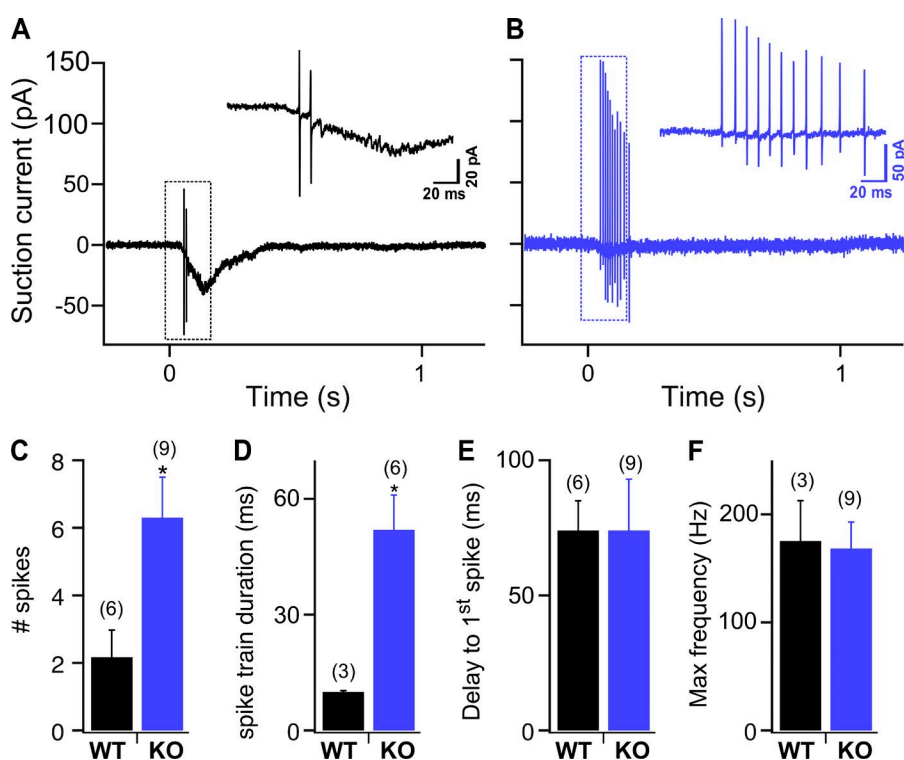 A
B
150
100
50
0
-50
Suction current (pA)
20 pA
20 ms
50 pA
20 ms
0
1
Time (s)
0
1
Time (s)
C
D
E
F
8
6
4
2
0
# spikes
(6)
(9)
*
WT
KO
60
30
0
spike train duration (ms)
(3)
(6)
*
WT
KO
100
50
0
Delay to 1st spike (ms)
(6)
(9)
WT
KO
200
100
0
Max frequency (Hz)
(3)
(9)
WT
KO